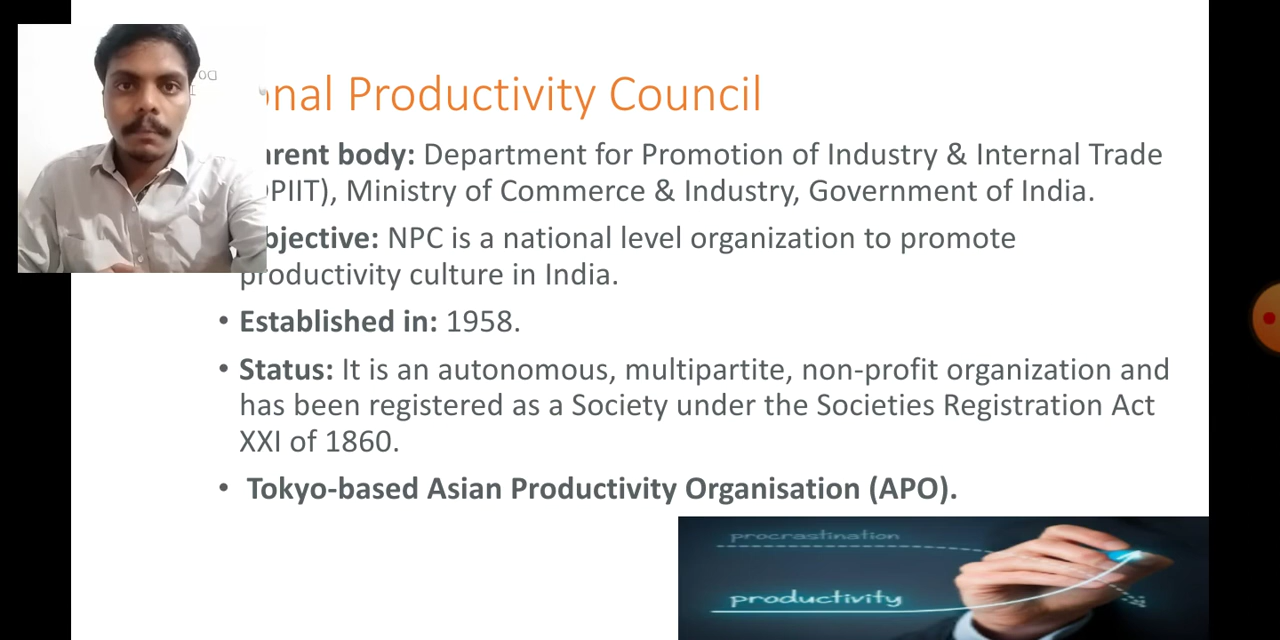 onal Productivity Council
arent body: Department for Promotion of Industry & Internal Trade
PIIT), Ministry of Commerce & Industry, Government of India.
bjective: NPC is a national level organization to promote
productivity culture in India.
• Established in: 1958.
• Status: It is an autonomous, multipartite, non-profit organization and
has been registered as a Society under the Societies Registration Act
XXI of 1860.
• Tokyo-based Asian Productivity Organisation (APO).
procrastination
productivity